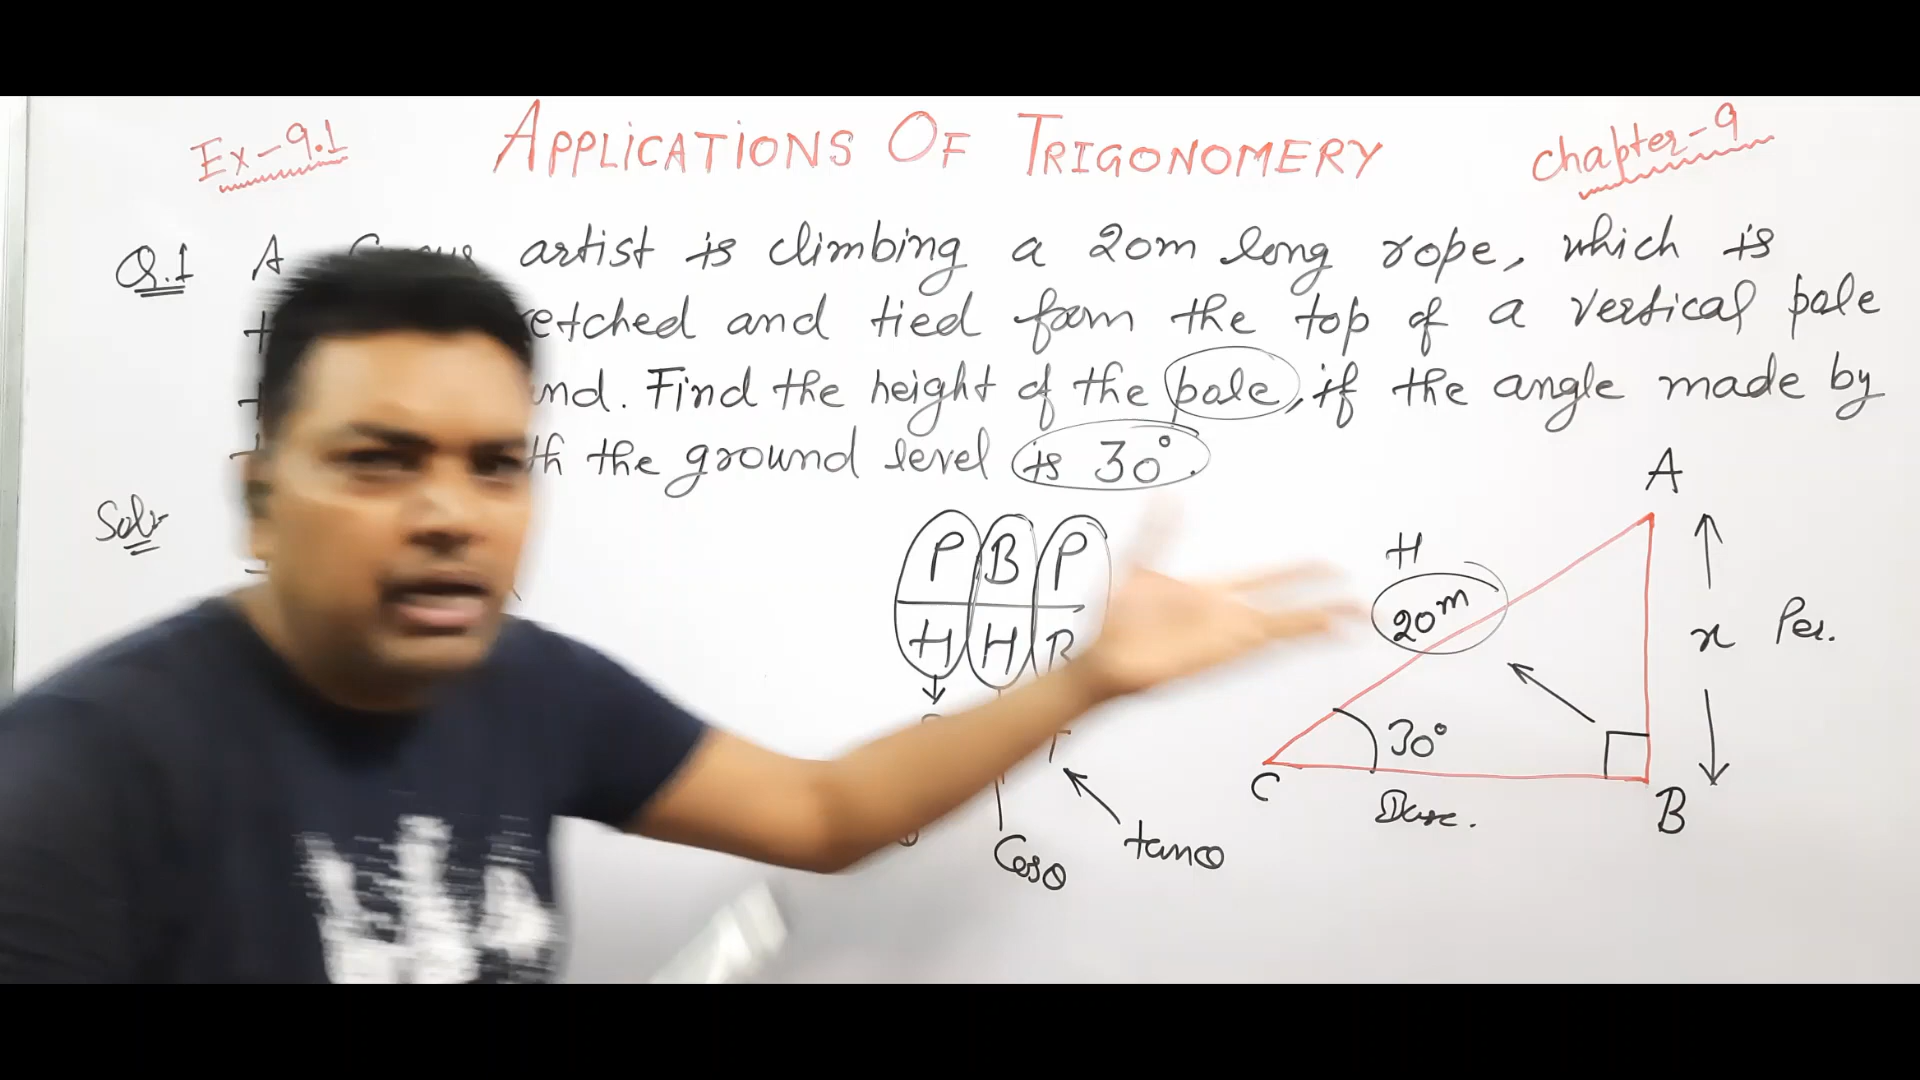 Ex-9.1
APPLICATIONS OF TRIGONOMERY
Chapter-9
Q.1 A artist is climbing a 20m long rope, which is
etched and tied form the top of a vertical pole
nd. Find the height of the pole, if the angle made by
th the ground level is 30°.
Sol:
P B P
H H B
Cosθ
tanθ
A
H
20m
x Per.
30°
C
B